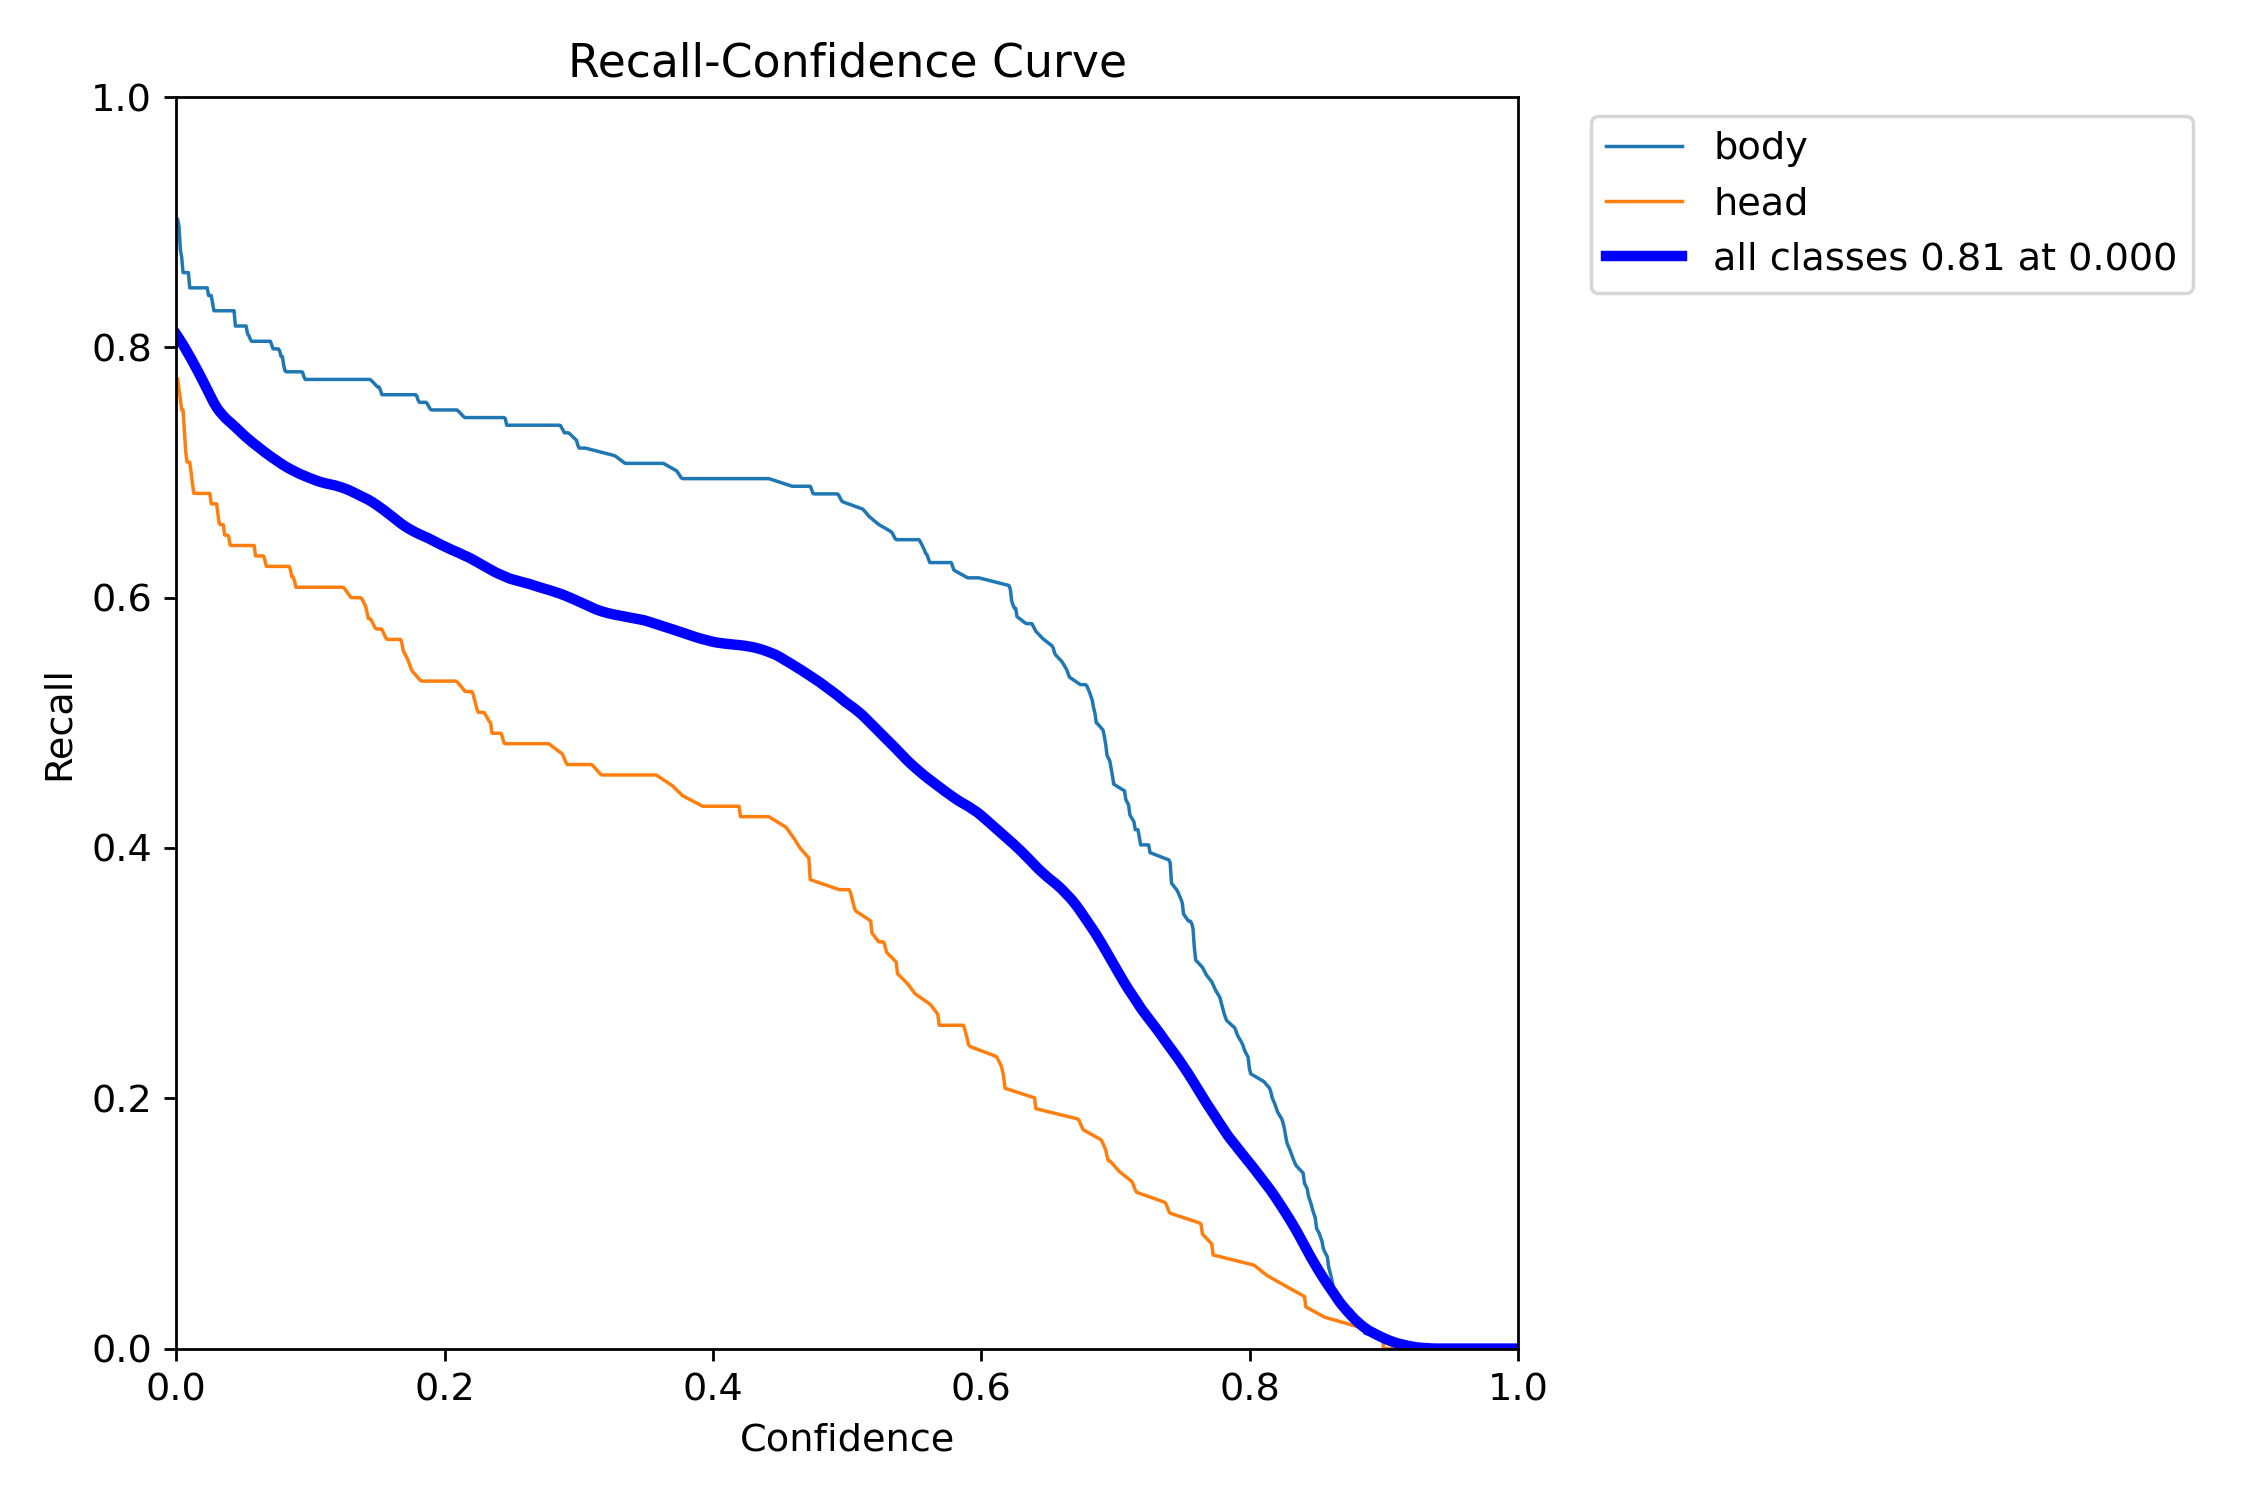 Recall-Confidence Curve
1.0
0.8
0.6
0.4
0.2
0.0
Recall
0.0 0.2 0.4 0.6 0.8 1.0
Confidence
body
head
all classes 0.81 at 0.000